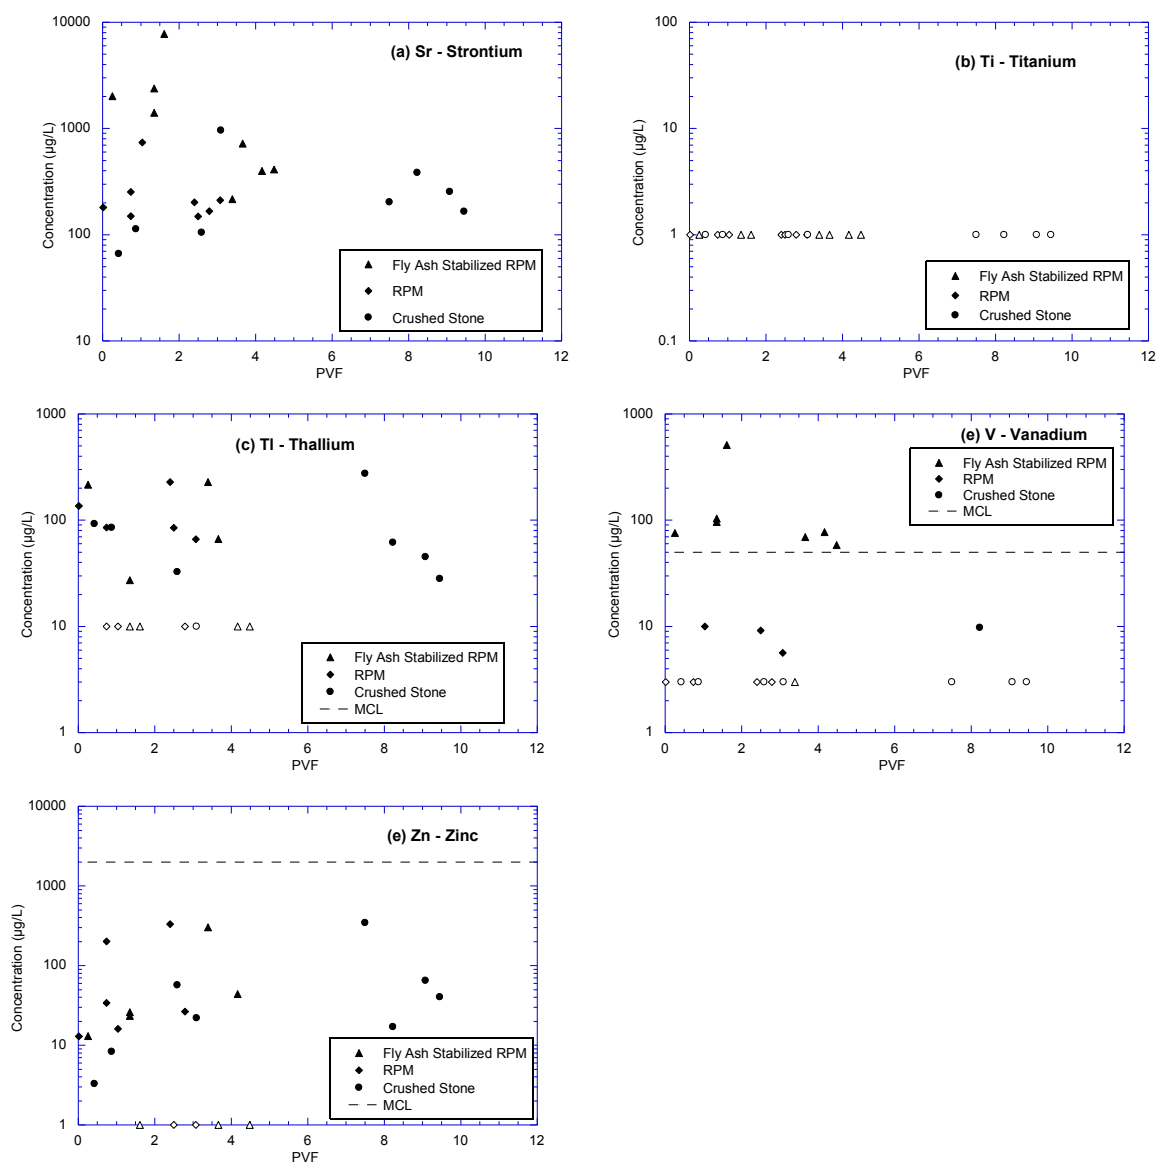 (a) Sr - Strontium
Concentration (µg/L)
10000
1000
100
10
0 2 4 6 8 10 12
PVF
Fly Ash Stabilized RPM
RPM
Crushed Stone
(b) Ti - Titanium
Concentration (µg/L)
100
10
1
0.1
0 2 4 6 8 10 12
PVF
Fly Ash Stabilized RPM
RPM
Crushed Stone
(c) Tl - Thallium
Concentration (µg/L)
1000
100
10
1
0 2 4 6 8 10 12
PVF
Fly Ash Stabilized RPM
RPM
Crushed Stone
MCL
(e) V - Vanadium
Concentration (µg/L)
1000
100
10
1
0 2 4 6 8 10 12
PVF
Fly Ash Stabilized RPM
RPM
Crushed Stone
MCL
(e) Zn - Zinc
Concentration (µg/L)
10000
1000
100
10
1
0 2 4 6 8 10 12
PVF
Fly Ash Stabilized RPM
RPM
Crushed Stone
MCL